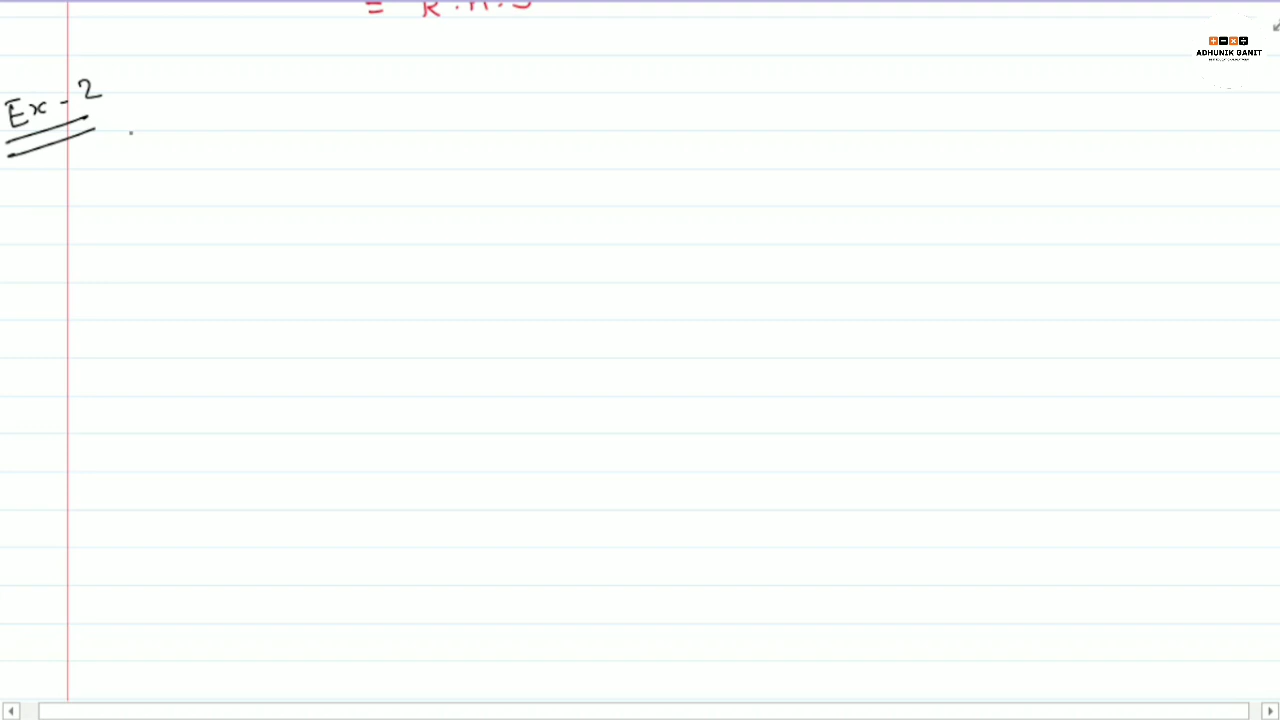 = R.H.S
ADHUNIK GANIT
Ex - 2